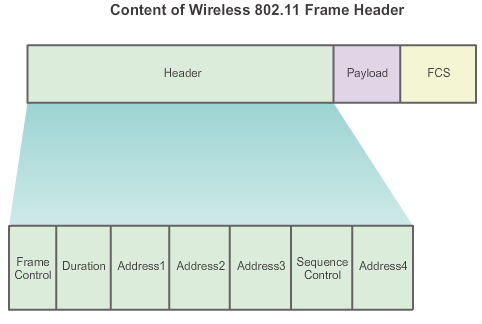 Content of Wireless 802.11 Frame Header
Header
Payload
FCS
Frame
Control
Duration
Address1
Address2
Address3
Sequence
Control
Address4